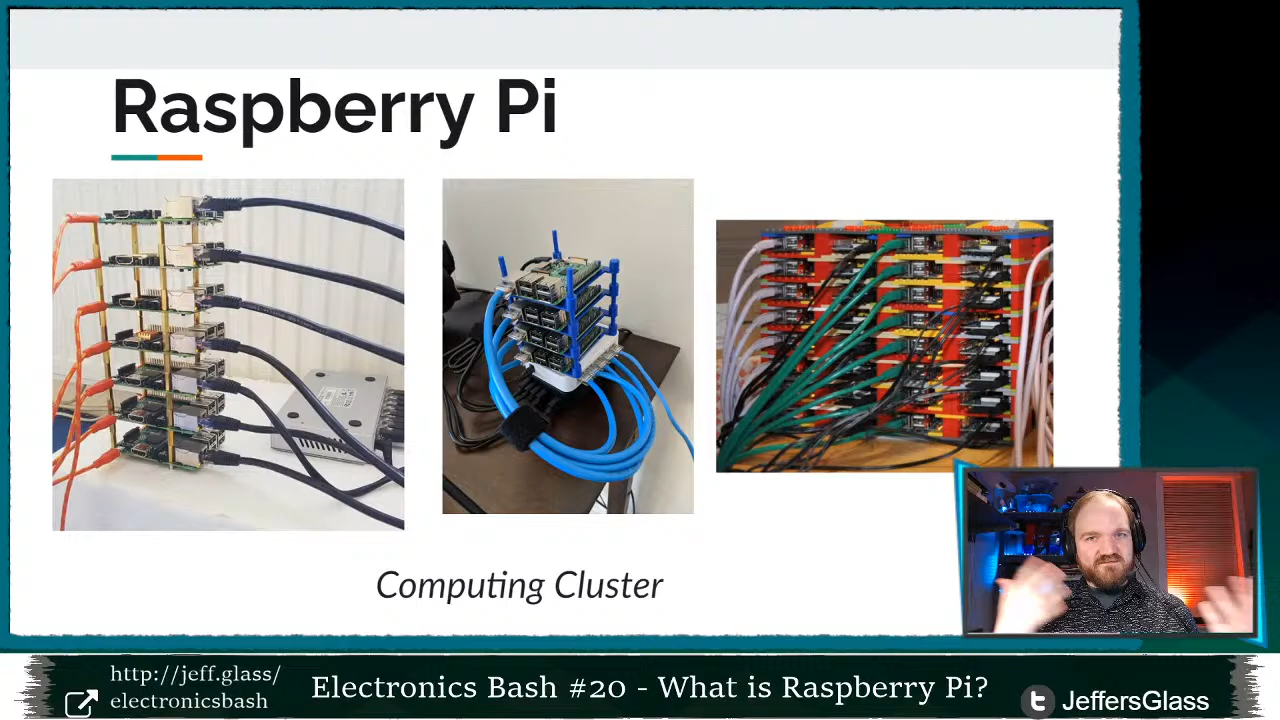 Raspberry Pi
Computing Cluster
http://jeff.glass/
electronicsbash
Electronics Bash #20 - What is Raspberry Pi?
JeffersGlass